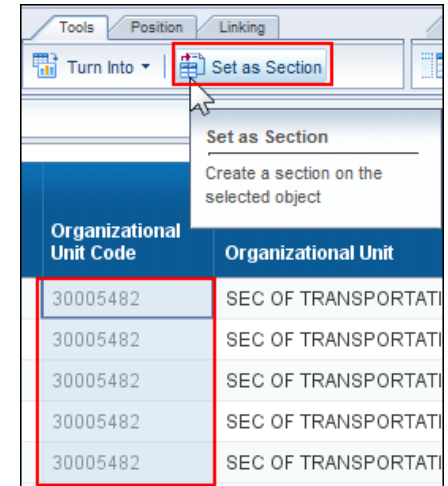 Tools Position Linking
Turn Into Set as Section
Set as Section
Create a section on the
selected object
Organizational
Unit Code Organizational Unit
30005482 SEC OF TRANSPORTATI
30005482 SEC OF TRANSPORTATI
30005482 SEC OF TRANSPORTATI
30005482 SEC OF TRANSPORTATI
30005482 SEC OF TRANSPORTATI